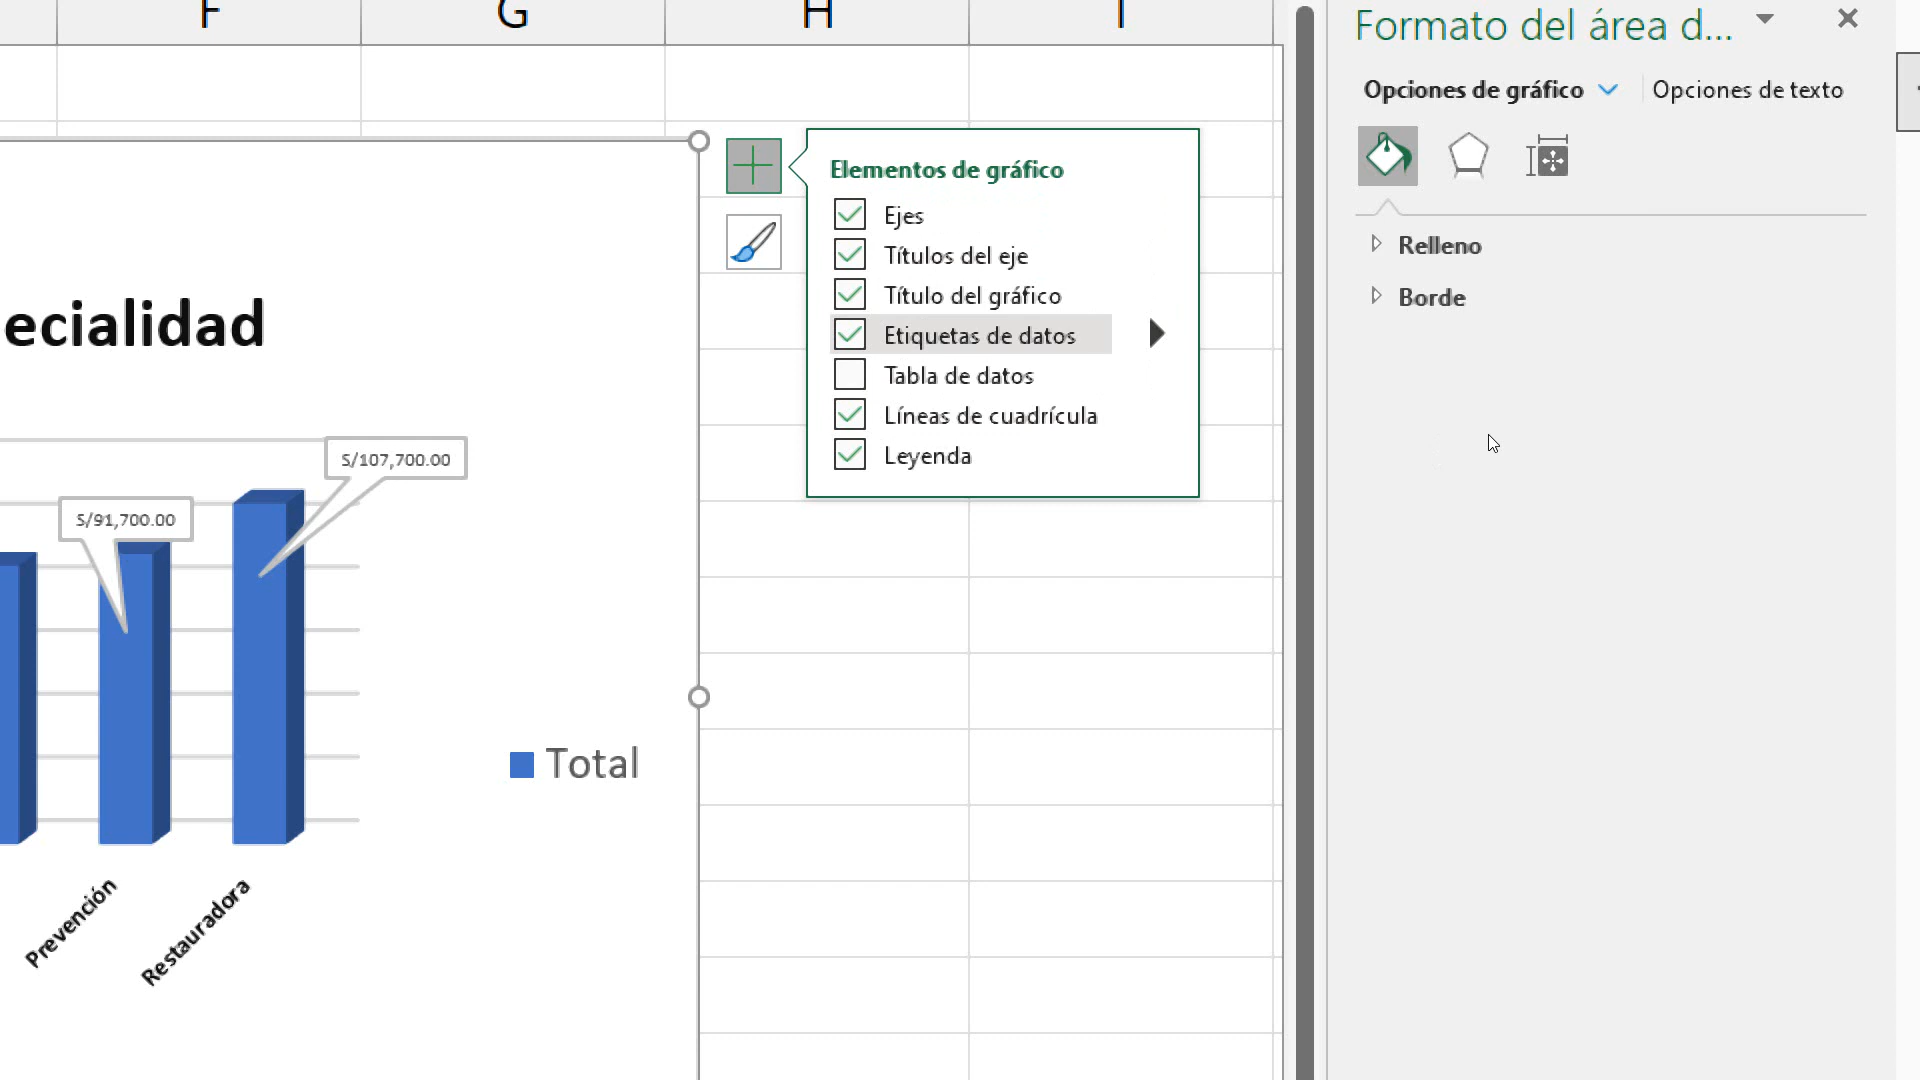 F G H I
Formato del área d...
Opciones de gráfico Opciones de texto
Elementos de gráfico
Ejes
Títulos del eje
Título del gráfico
Etiquetas de datos
Tabla de datos
Líneas de cuadrícula
Leyenda
Relleno
Borde
ecialidad
S/107,700.00
S/91,700.00
Total
Prevención
Restauradora